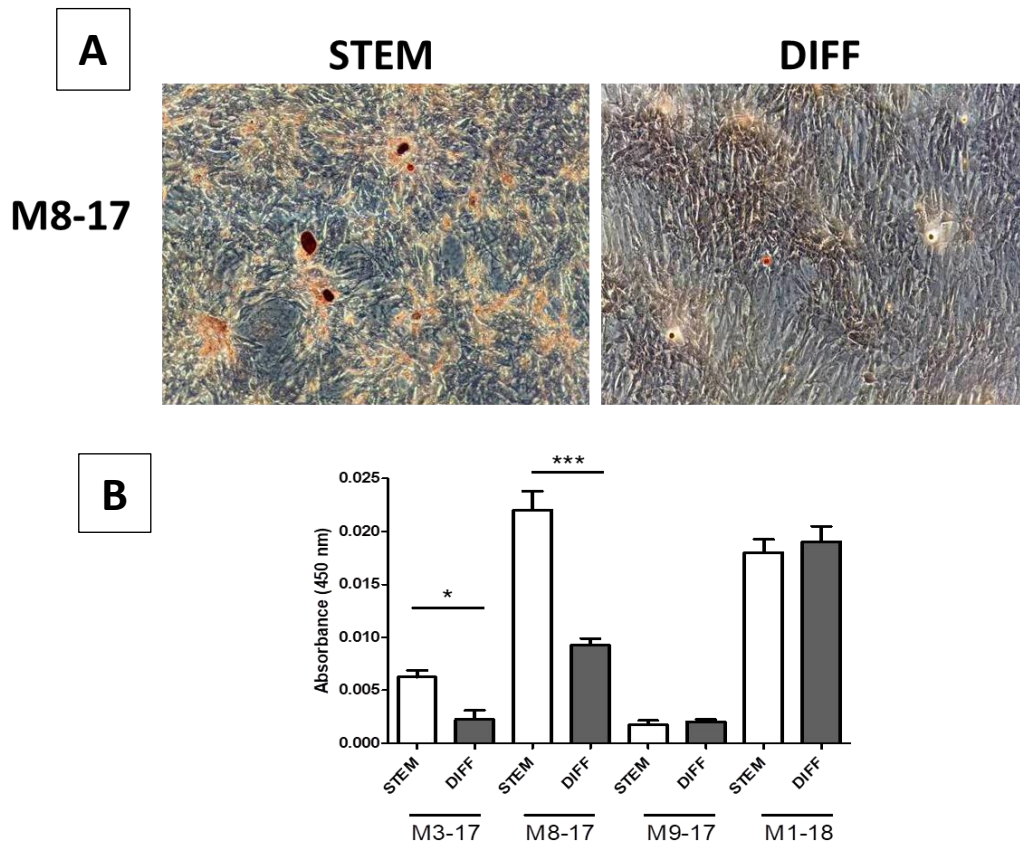 A
STEM DIFF
M8-17
B
***
*
Absorbance (450 nm)
0.025
0.020
0.015
0.010
0.005
0.000
STEM DIFF STEM DIFF STEM DIFF STEM DIFF
M3-17 M8-17 M9-17 M1-18